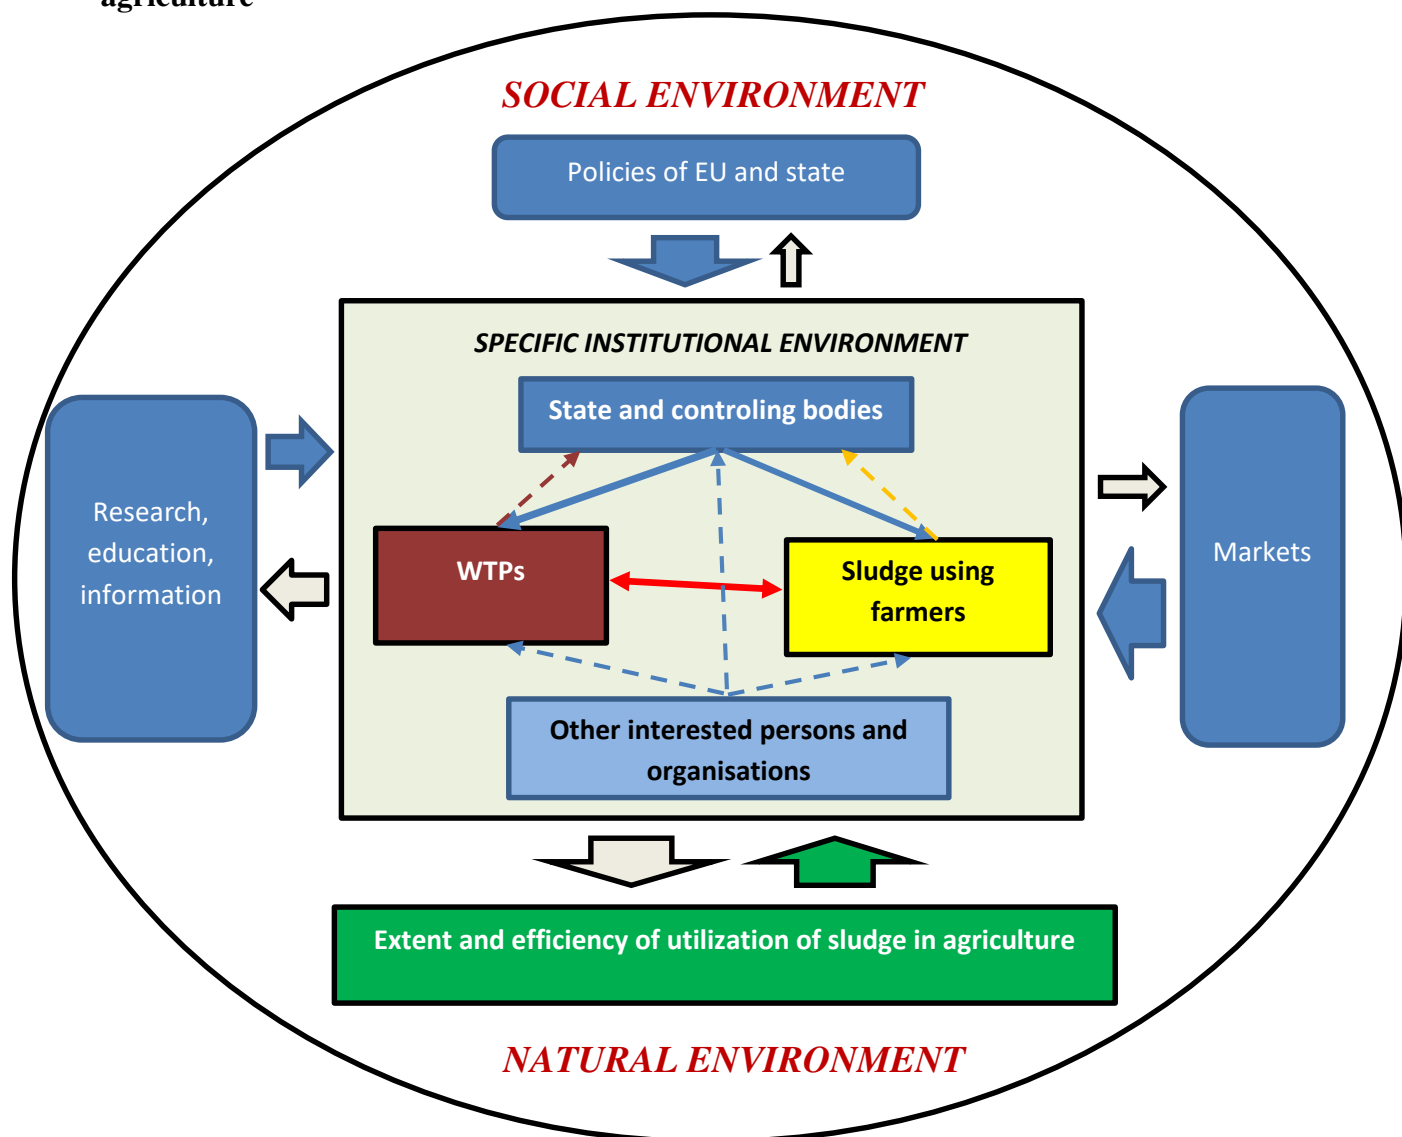 agriculture
SOCIAL ENVIRONMENT
Policies of EU and state
SPECIFIC INSTITUTIONAL ENVIRONMENT
State and controling bodies
Research,
education,
information
WTPs
Sludge using
farmers
Markets
Other interested persons and
organisations
Extent and efficiency of utilization of sludge in agriculture
NATURAL ENVIRONMENT